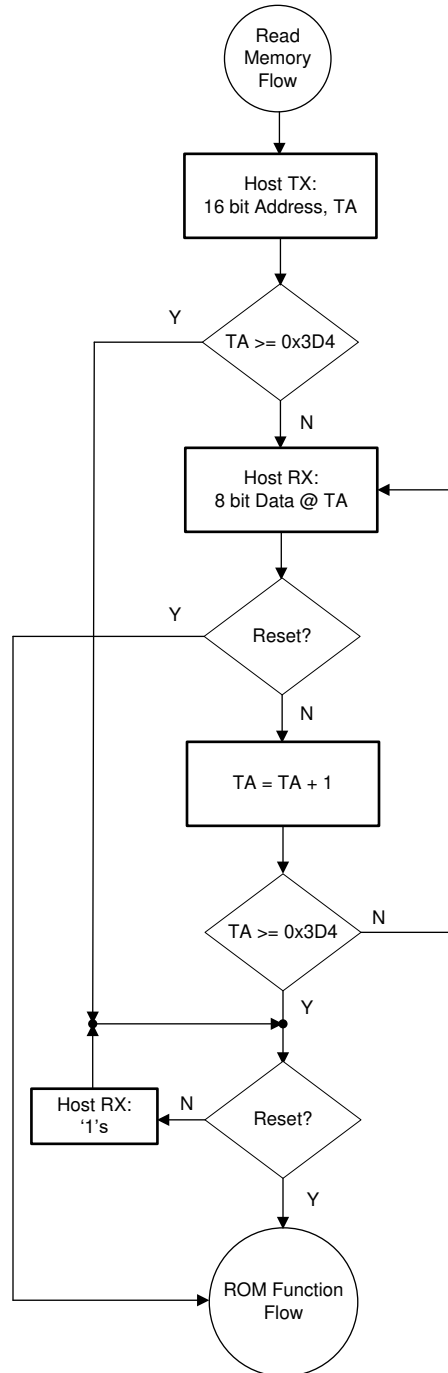 Read
Memory
Flow
Host TX:
16 bit Address, TA
Y
TA >= 0x3D4
N
Host RX:
8 bit Data @ TA
Y
Reset?
N
TA = TA + 1
TA >= 0x3D4
N
Y
Host RX:
‘1’s
N
Reset?
Y
ROM Function
Flow